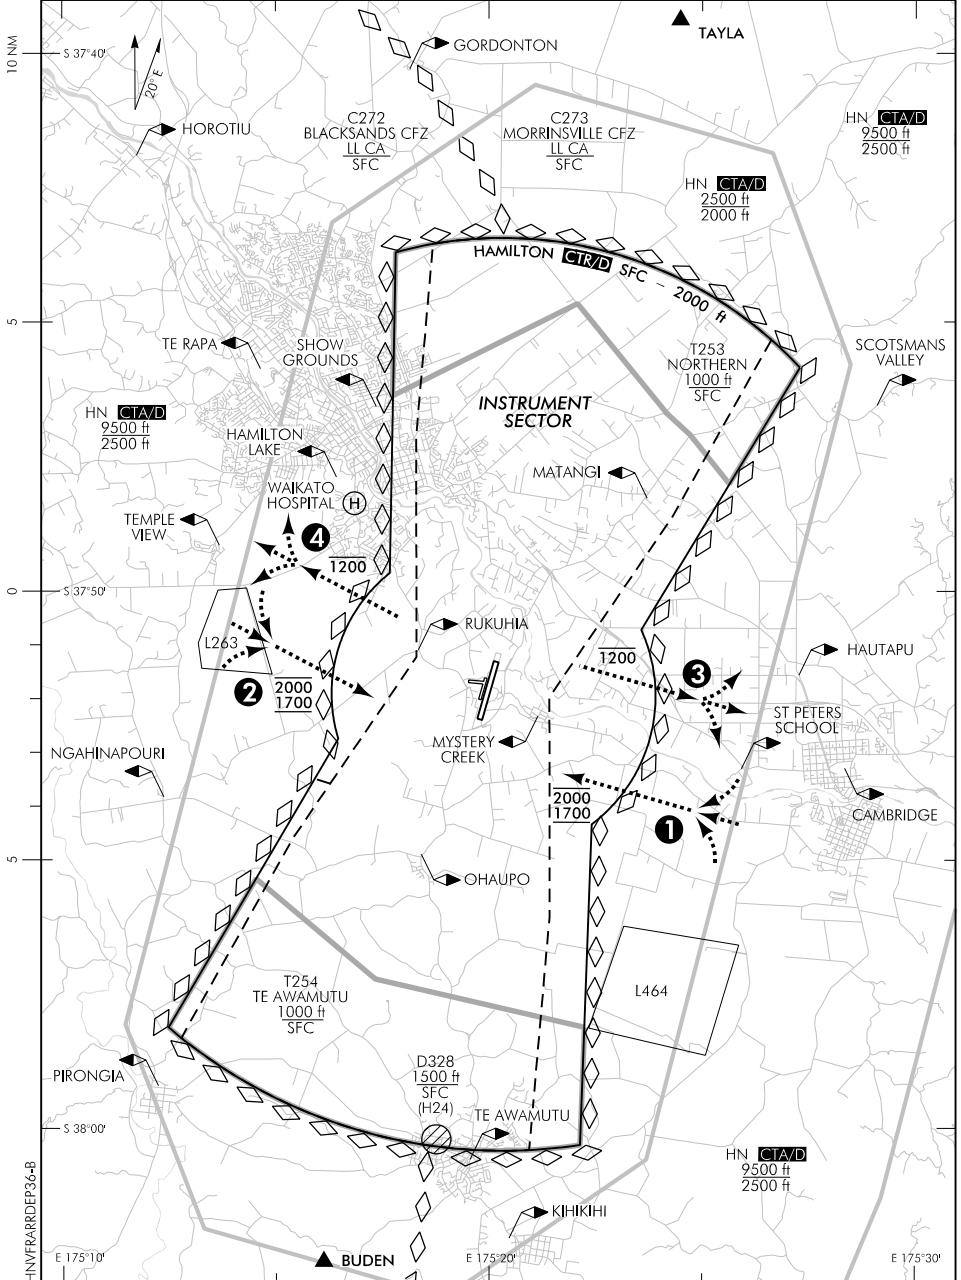 10 NM
S 37°40'
20° E
GORDONTON
TAYLA
HOROTIU
C272
BLACKSANDS CFZ
LL CA
SFC
C273
MORRINSVILLE CFZ
LL CA
SFC
HN CTA/D
9500 ft
2500 ft
HN CTA/D
2500 ft
2000 ft
HAMILTON CTR/D SFC – 2000 ft
5
TE RAPA
SHOW
GROUNDS
T253
NORTHERN
1000 ft
SFC
SCOTSMANS
VALLEY
HN CTA/D
9500 ft
2500 ft
INSTRUMENT
SECTOR
HAMILTON
LAKE
MATANGI
WAIKATO
HOSPITAL
H
TEMPLE
VIEW
4
1200
0
S 37°50'
L263
RUKUHIA
HAUTAPU
1200
3
2
2000
1700
ST PETERS
SCHOOL
NGAHINAPOURI
MYSTERY
CREEK
2000
1700
1
CAMBRIDGE
5
OHAUPO
T254
TE AWAMUTU
1000 ft
SFC
L464
PIRONGIA
D328
1500 ft
SFC
(H24)
TE AWAMUTU
S 38°00'
HN CTA/D
9500 ft
2500 ft
HNVFRARRDEP36-B
KIHIKIHI
E 175°10'
BUDEN
E 175°20'
E 175°30'